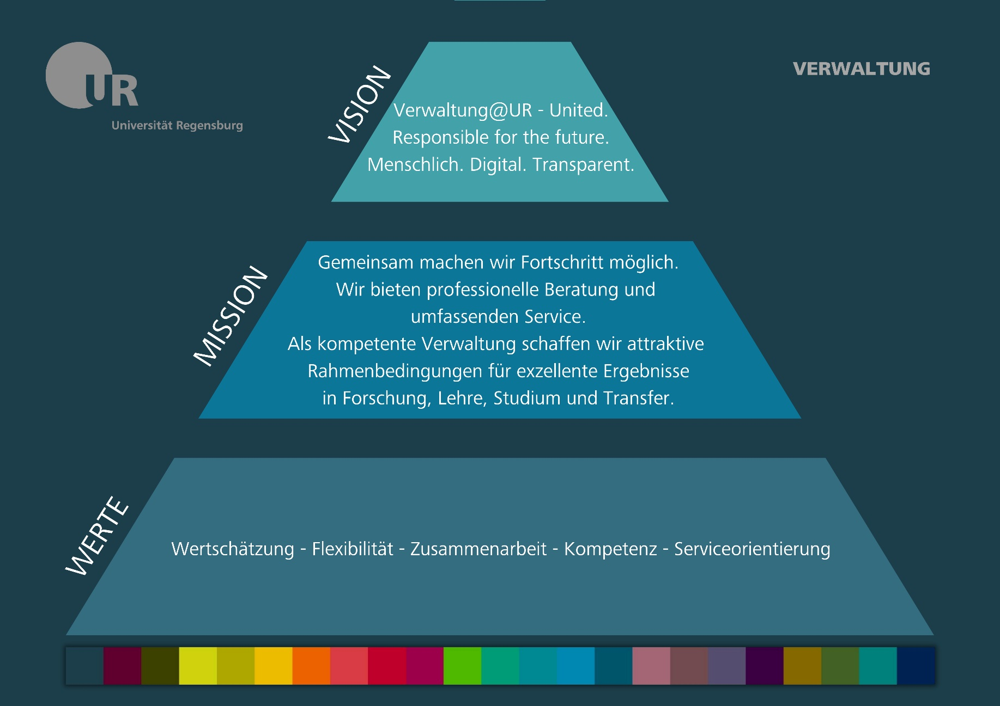 UR
Universität Regensburg
VERWALTUNG
VISION
Verwaltung@UR - United.
Responsible for the future.
Menschlich. Digital. Transparent.
MISSION
Gemeinsam machen wir Fortschritt möglich.
Wir bieten professionelle Beratung und
umfassenden Service.
Als kompetente Verwaltung schaffen wir attraktive
Rahmenbedingungen für exzellente Ergebnisse
in Forschung, Lehre, Studium und Transfer.
WERTE
Wertschätzung - Flexibilität - Zusammenarbeit - Kompetenz - Serviceorientierung